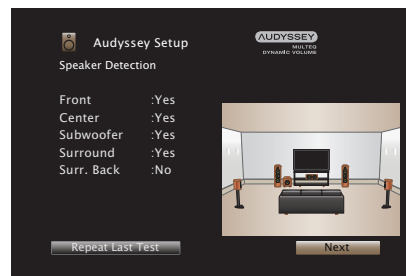 Audyssey Setup
AUDYSSEY
MULTEQ
DYNAMIC VOLUME
Speaker Detection
Front :Yes
Center :Yes
Subwoofer :Yes
Surround :Yes
Surr. Back :No
Repeat Last Test
Next